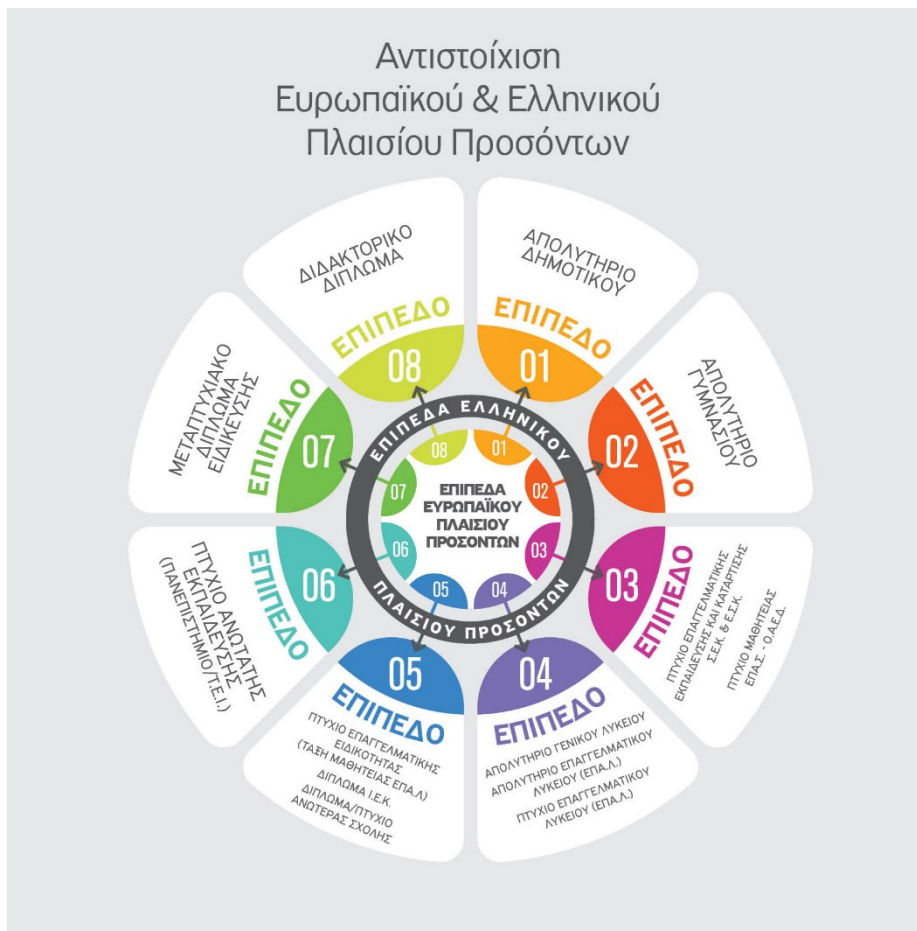 Αντιστοίχιση
Ευρωπαϊκού & Ελληνικού
Πλαισίου Προσόντων
ΑΠΟΛΥΤΗΡΙΟ
ΔΗΜΟΤΙΚΟΥ
ΕΠΙΠΕΔΟ
01
ΑΠΟΛΥΤΗΡΙΟ
ΓΥΜΝΑΣΙΟΥ
ΕΠΙΠΕΔΟ
02
ΠΤΥΧΙΟ ΕΠΑΓΓΕΛΜΑΤΙΚΗΣ
ΕΚΠΑΙΔΕΥΣΗΣ ΚΑΙ ΚΑΤΑΡΤΙΣΗΣ
Σ.Ε.Κ. & Ε.Σ.Κ.
ΠΤΥΧΙΟ ΜΑΘΗΤΕΙΑΣ
ΕΠΑ.Σ. - Ο.Α.Ε.Δ.
ΕΠΙΠΕΔΟ
03
04
ΕΠΙΠΕΔΟ
ΑΠΟΛΥΤΗΡΙΟ ΓΕΝΙΚΟΥ ΛΥΚΕΙΟΥ
ΑΠΟΛΥΤΗΡΙΟ ΕΠΑΓΓΕΛΜΑΤΙΚΟΥ
ΛΥΚΕΙΟΥ (ΕΠΑ.Λ.)
ΠΤΥΧΙΟ ΕΠΑΓΓΕΛΜΑΤΙΚΟΥ
ΛΥΚΕΙΟΥ (ΕΠΑ.Λ.)
05
ΕΠΙΠΕΔΟ
ΠΤΥΧΙΟ ΕΠΑΓΓΕΛΜΑΤΙΚΗΣ
ΕΙΔΙΚΟΤΗΤΑΣ
(ΤΑΞΗ ΜΑΘΗΤΕΙΑΣ ΕΠΑ.Λ)
ΔΙΠΛΩΜΑ Ι.Ε.Κ.
ΔΙΠΛΩΜΑ/ΠΤΥΧΙΟ
ΑΝΩΤΕΡΑΣ ΣΧΟΛΗΣ
06
ΕΠΙΠΕΔΟ
ΠΤΥΧΙΟ ΑΝΩΤΑΤΗΣ
ΕΚΠΑΙΔΕΥΣΗΣ
(ΠΑΝΕΠΙΣΤΗΜΙΟ/Τ.Ε.Ι.)
ΜΕΤΑΠΤΥΧΙΑΚΟ
ΔΙΠΛΩΜΑ
ΕΙΔΙΚΕΥΣΗΣ
ΕΠΙΠΕΔΟ
07
ΔΙΔΑΚΤΟΡΙΚΟ
ΔΙΠΛΩΜΑ
ΕΠΙΠΕΔΟ
08
ΕΠΙΠΕΔΑ ΕΛΛΗΝΙΚΟΥ
ΠΛΑΙΣΙΟΥ ΠΡΟΣΟΝΤΩΝ
01
02
03
04
05
06
07
08
ΕΠΙΠΕΔΑ
ΕΥΡΩΠΑΪΚΟΥ
ΠΛΑΙΣΙΟΥ
ΠΡΟΣΟΝΤΩΝ